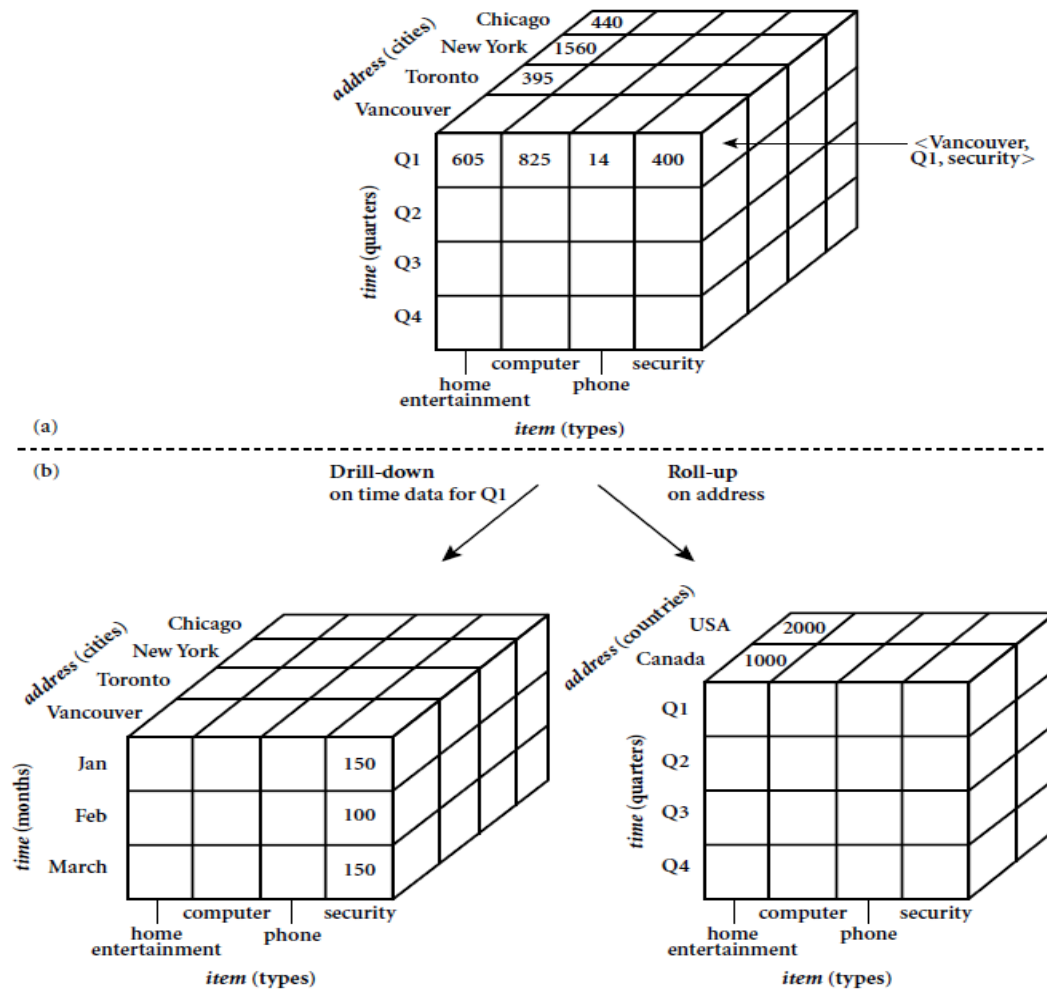 address (cities)
Chicago
440
New York
1560
Toronto
395
Vancouver
<Vancouver,
Q1, security>
time (quarters)
Q1
605 825 14 400
Q2
Q3
Q4
computer security
home
entertainment
phone
item (types)
(a)
(b)
Drill-down
on time data for Q1
Roll-up
on address
address (cities)
Chicago
New York
Toronto
Vancouver
time (months)
Jan
150
Feb
100
March
150
computer security
home
entertainment
phone
item (types)
address (countries)
USA
2000
Canada
1000
time (quarters)
Q1
Q2
Q3
Q4
computer security
home
entertainment
phone
item (types)